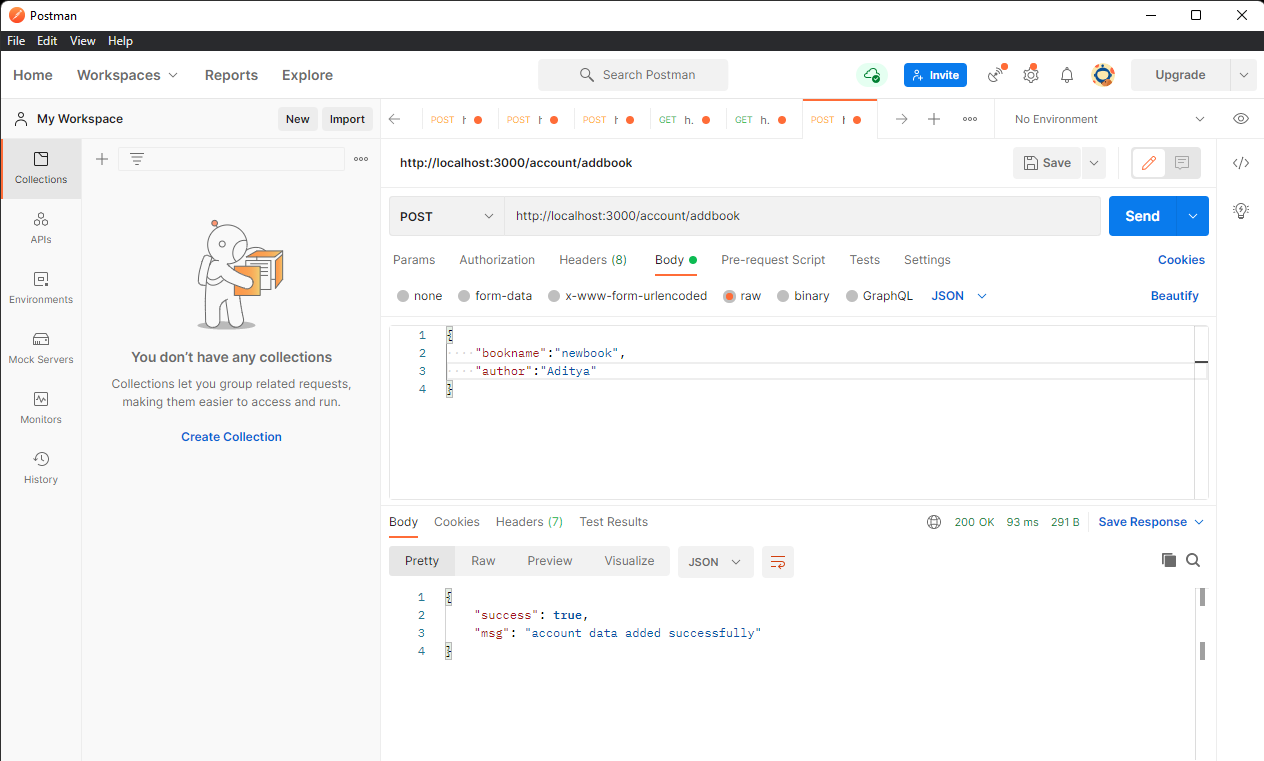 Postman
File Edit View Help
Home Workspaces Reports Explore Search Postman Invite Upgrade
My Workspace New Import
POST h POST h POST h GET h. GET h. POST h No Environment
Collections
APIs
Environments
Mock Servers
Monitors
History
You don’t have any collections
Collections let you group related requests,
making them easier to access and run.
Create Collection
http://localhost:3000/account/addbook Save
POST http://localhost:3000/account/addbook Send
Params Authorization Headers (8) Body Pre-request Script Tests Settings Cookies
none form-data x-www-form-urlencoded raw binary GraphQL JSON Beautify
1 {
2 "bookname":"newbook",
3 "author":"Aditya"
4 }
Body Cookies Headers (7) Test Results 200 OK 93 ms 291 B Save Response
Pretty Raw Preview Visualize JSON
1 {
2 "success": true,
3 "msg": "account data added successfully"
4 }